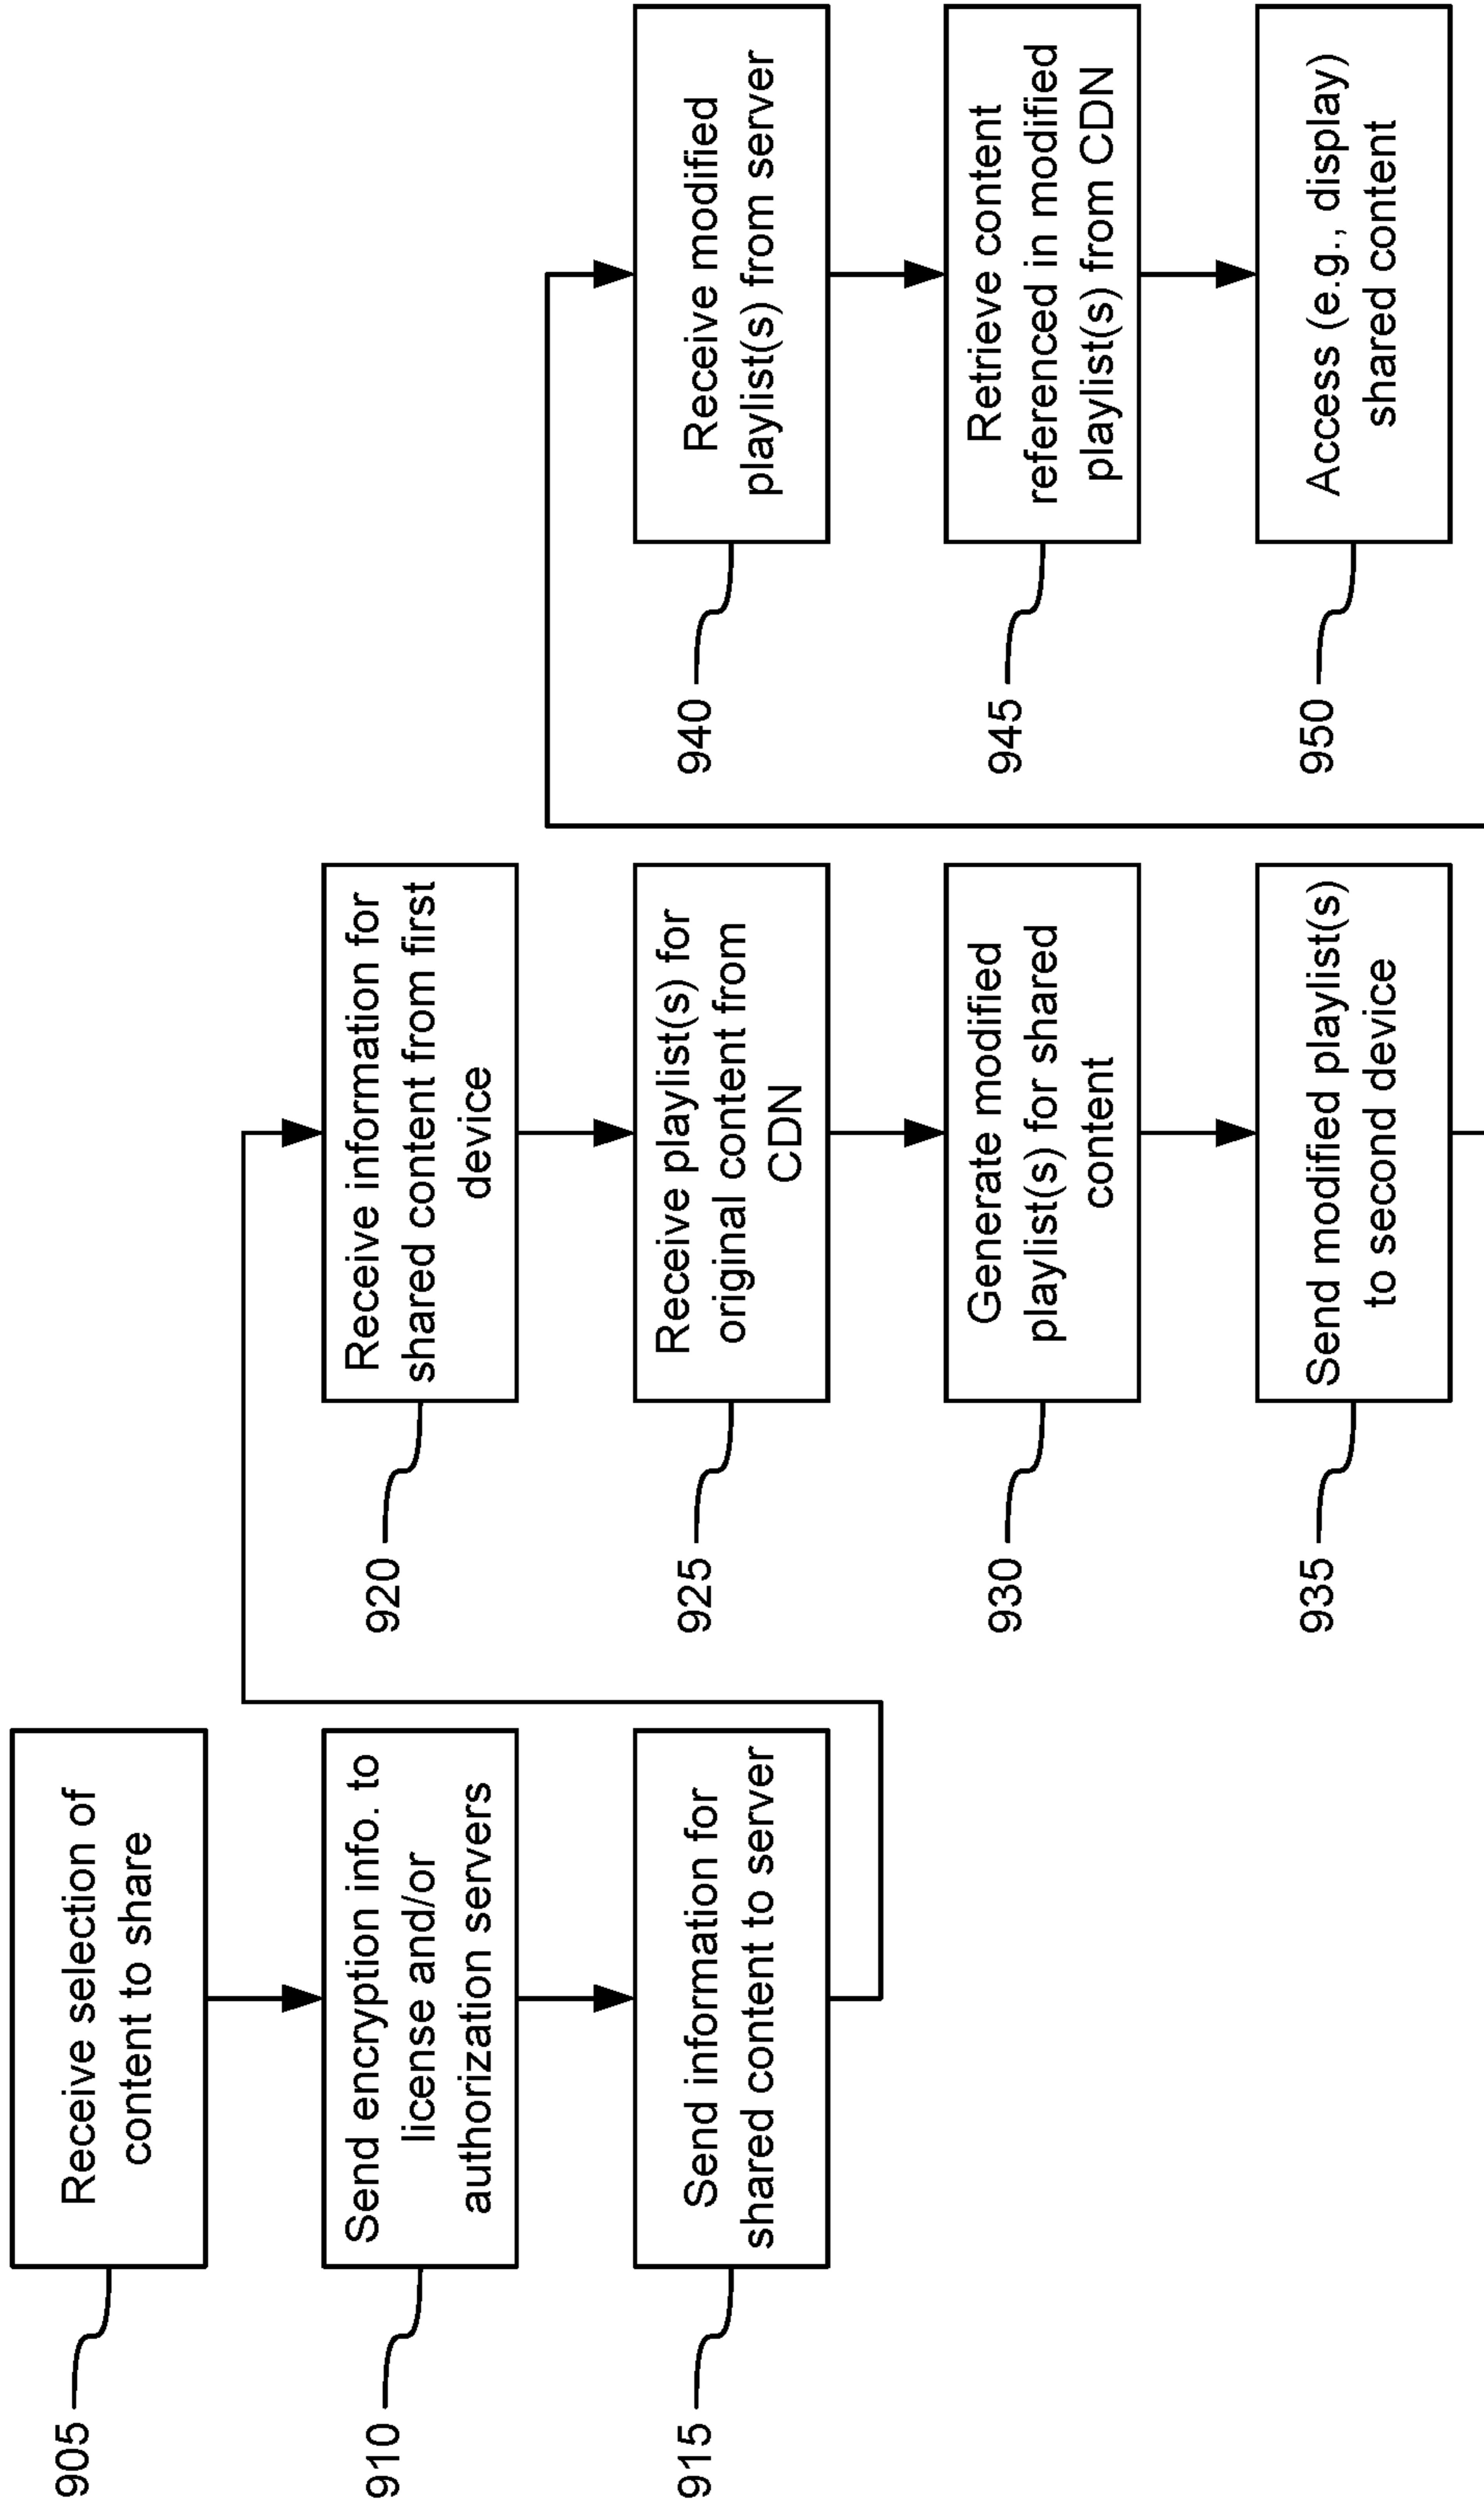 905
Receive selection of
content to share
910
Send encryption info. to
license and/or
authorization servers
915
Send information for
shared content to server
920
Receive information for
shared content from first
device
925
Receive playlist(s) for
original content from
CDN
930
Generate modified
playlist(s) for shared
content
935
Send modified playlist(s)
to second device
940
Receive modified
playlist(s) from server
945
Retrieve content
referenced in modified
playlist(s) from CDN
950
Access (e.g., display)
shared content